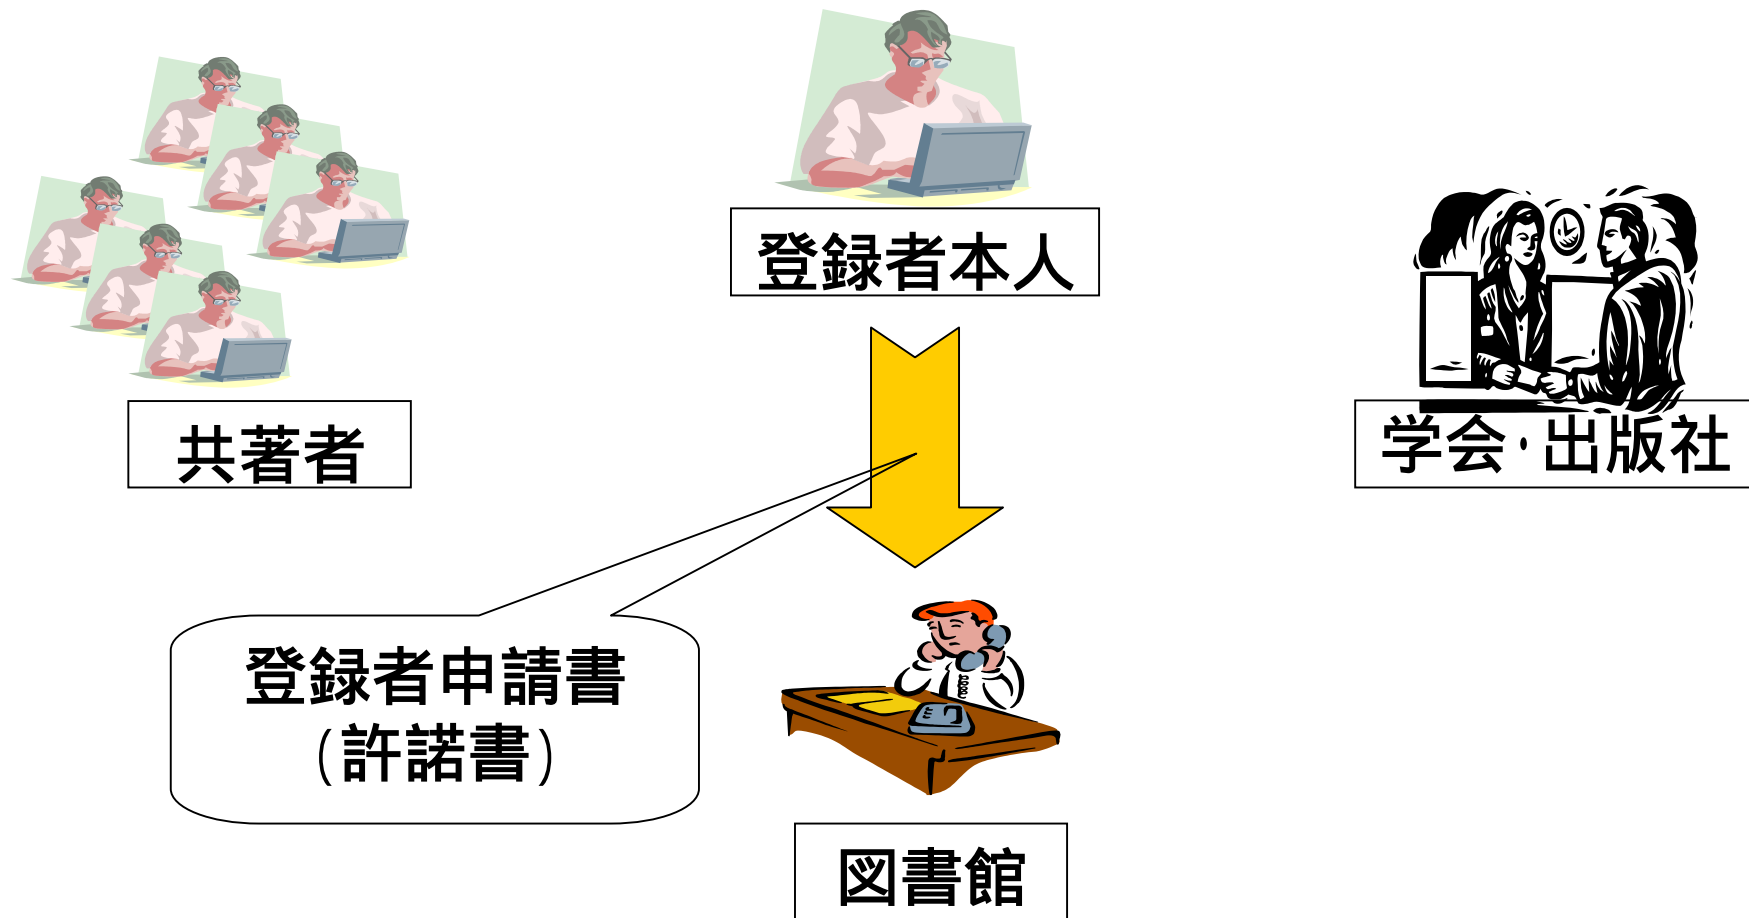 登録者本人
共著者
学会・出版社
登録者申請書
(許諾書)
図書館